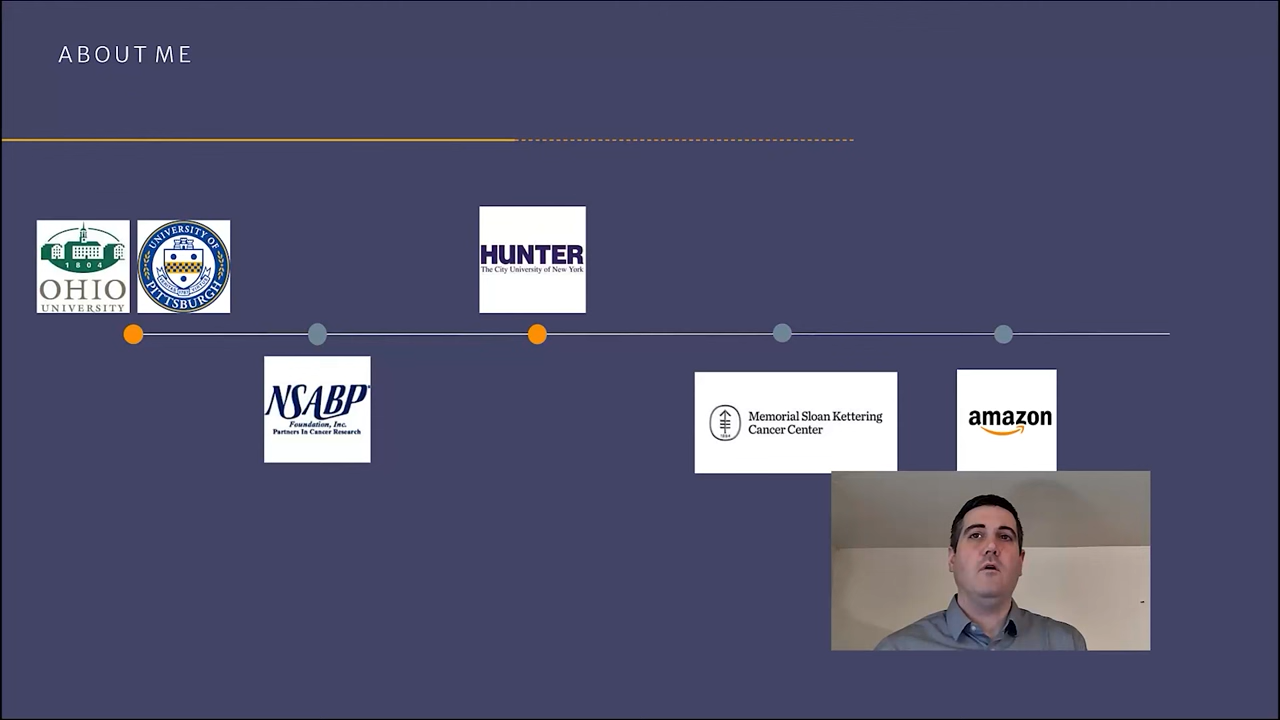 ABOUT ME
1804
OHIO
UNIVERSITY
UNIVERSITY OF
PITTSBURGH
HUNTER
The City University of New York
NSABP
Foundation, Inc.
Partners In Cancer Research
Memorial Sloan Kettering
Cancer Center
1884
amazon